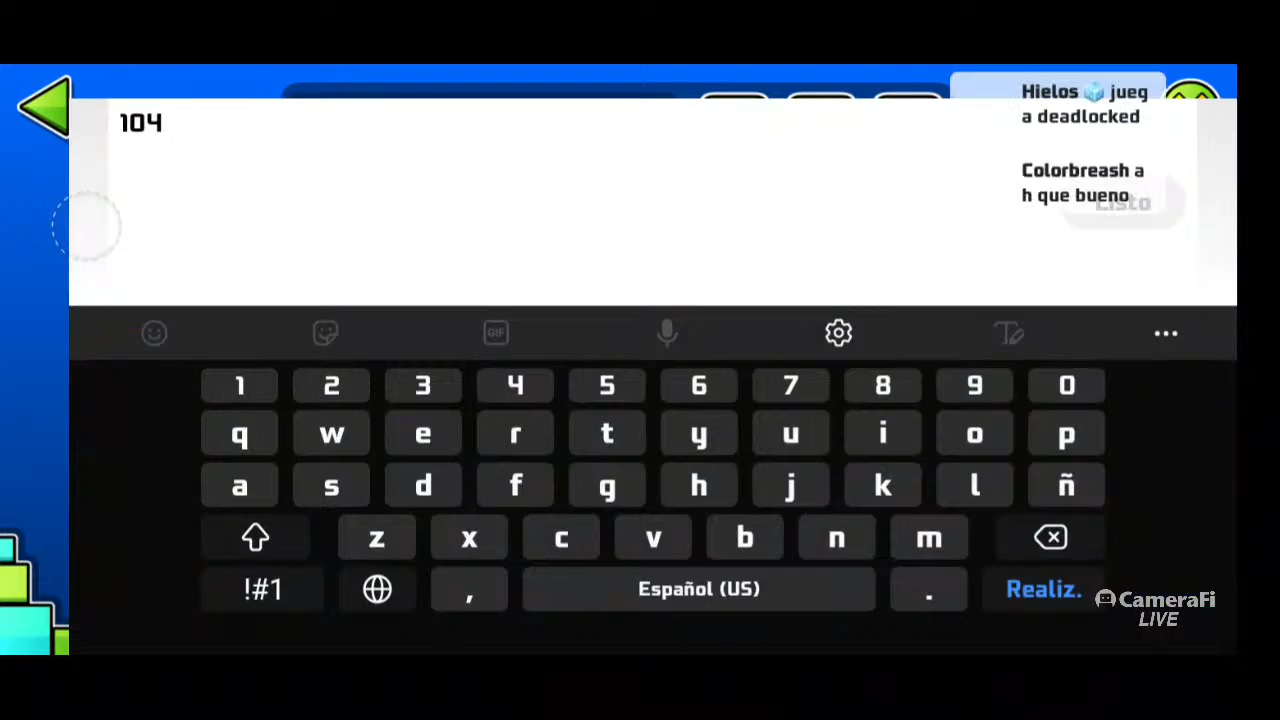 Hielos 🧊 jueg
a deadlocked
104
Colorbreash a
h que bueno
Listo
GIF
1 2 3 4 5 6 7 8 9 0
q w e r t y u i o p
a s d f g h j k l ñ
z x c v b n m
!#1 , Español (US) . Realiz.
CameraFi
LIVE